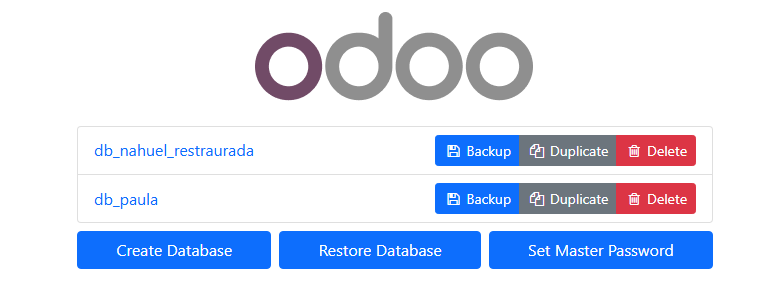 odoo
db_nahuel_restraurada Backup Duplicate Delete
db_paula Backup Duplicate Delete
Create Database Restore Database Set Master Password